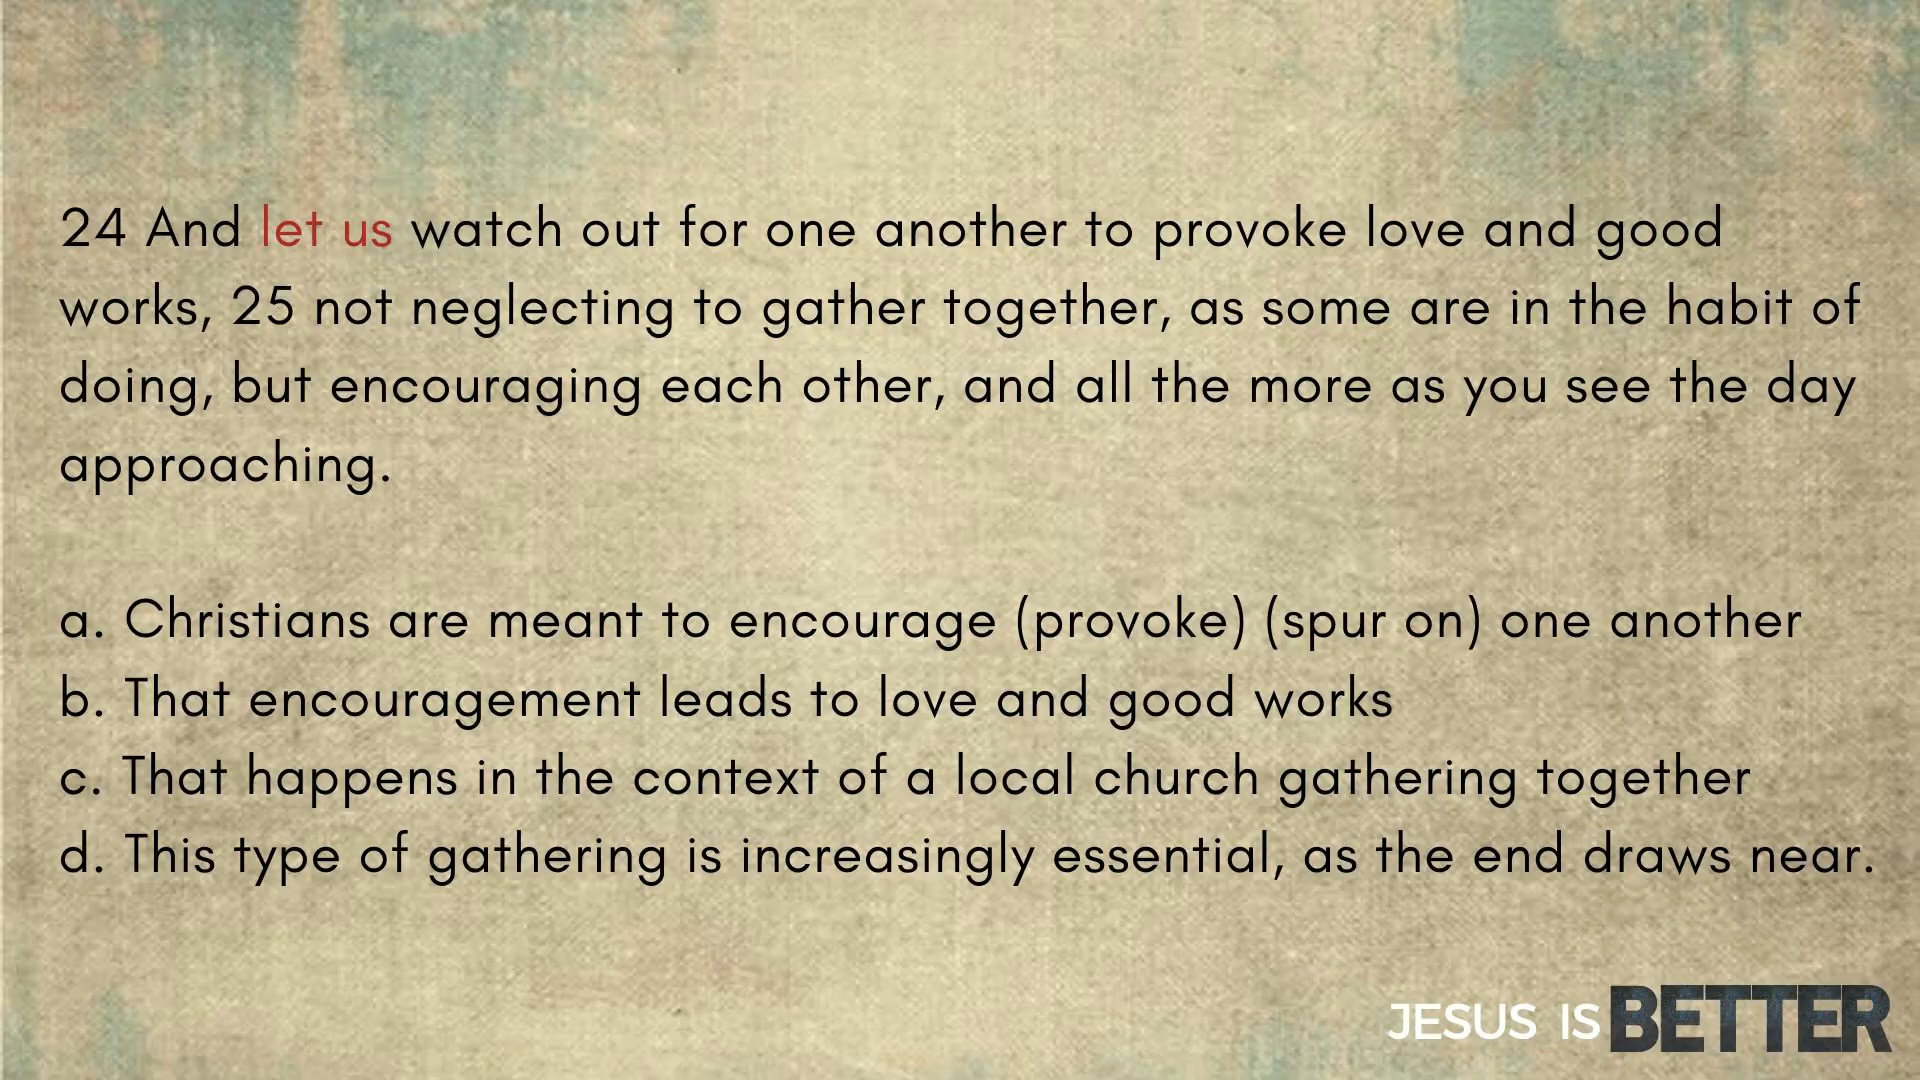 24 And let us watch out for one another to provoke love and good
works, 25 not neglecting to gather together, as some are in the habit of
doing, but encouraging each other, and all the more as you see the day
approaching.
a. Christians are meant to encourage (provoke) (spur on) one another
b. That encouragement leads to love and good works
c. That happens in the context of a local church gathering together
d. This type of gathering is increasingly essential, as the end draws near.
JESUS IS BETTER